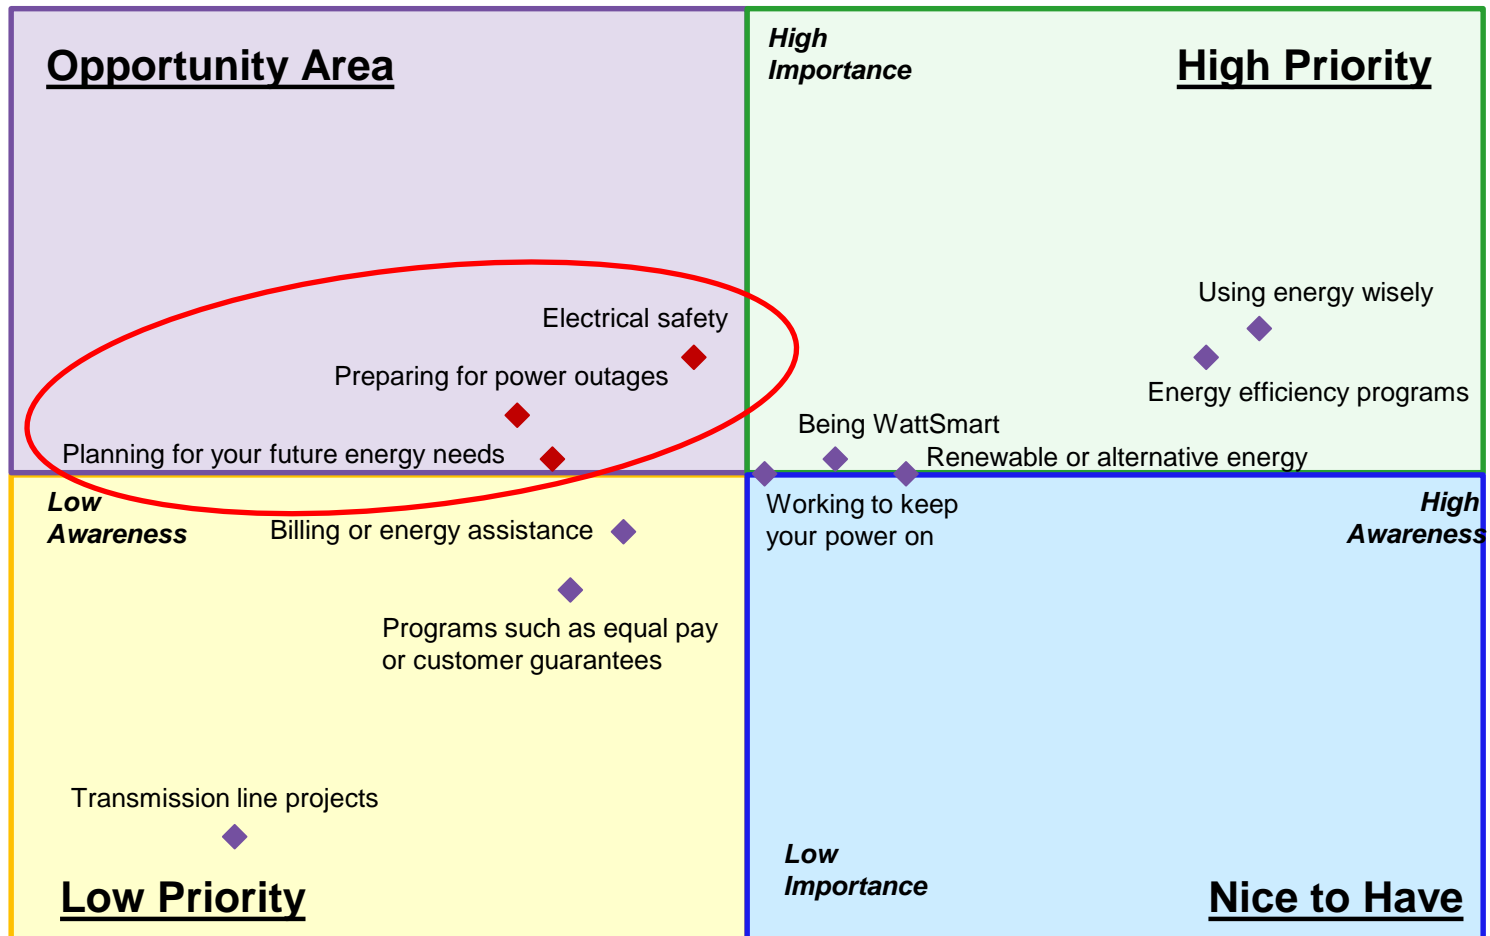 Opportunity Area
High
Importance
High Priority
Using energy wisely
Electrical safety
Preparing for power outages
Energy efficiency programs
Being WattSmart
Planning for your future energy needs
Renewable or alternative energy
Low
Awareness
Working to keep
your power on
High
Awareness
Billing or energy assistance
Programs such as equal pay
or customer guarantees
Transmission line projects
Low
Importance
Low Priority
Nice to Have